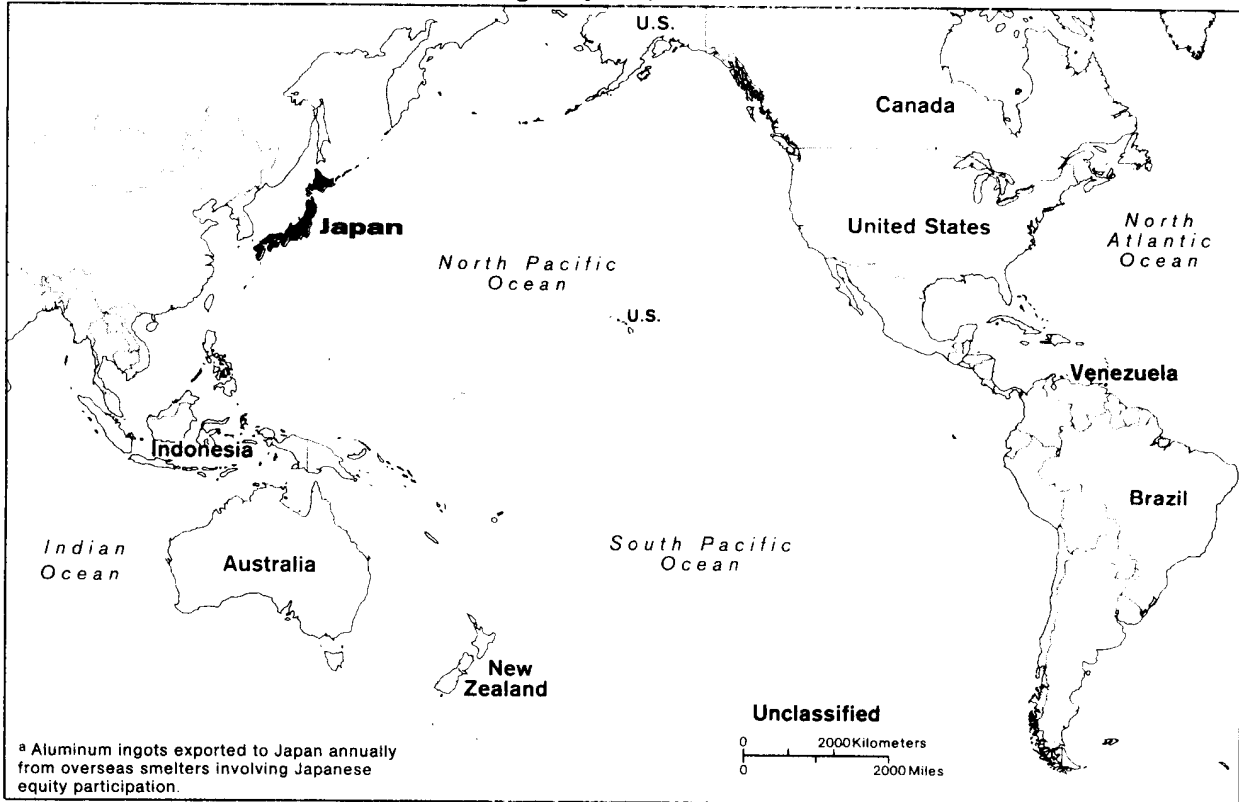 U.S.
Canada
Japan
United States
North
Atlantic
Ocean
North Pacific
Ocean
U.S.
Venezuela
Indonesia
Brazil
Indian
Ocean
Australia
South Pacific
Ocean
New
Zealand
Unclassified
0 2000 Kilometers
0 2000 Miles
a Aluminum ingots exported to Japan annually
from overseas smelters involving Japanese
equity participation.